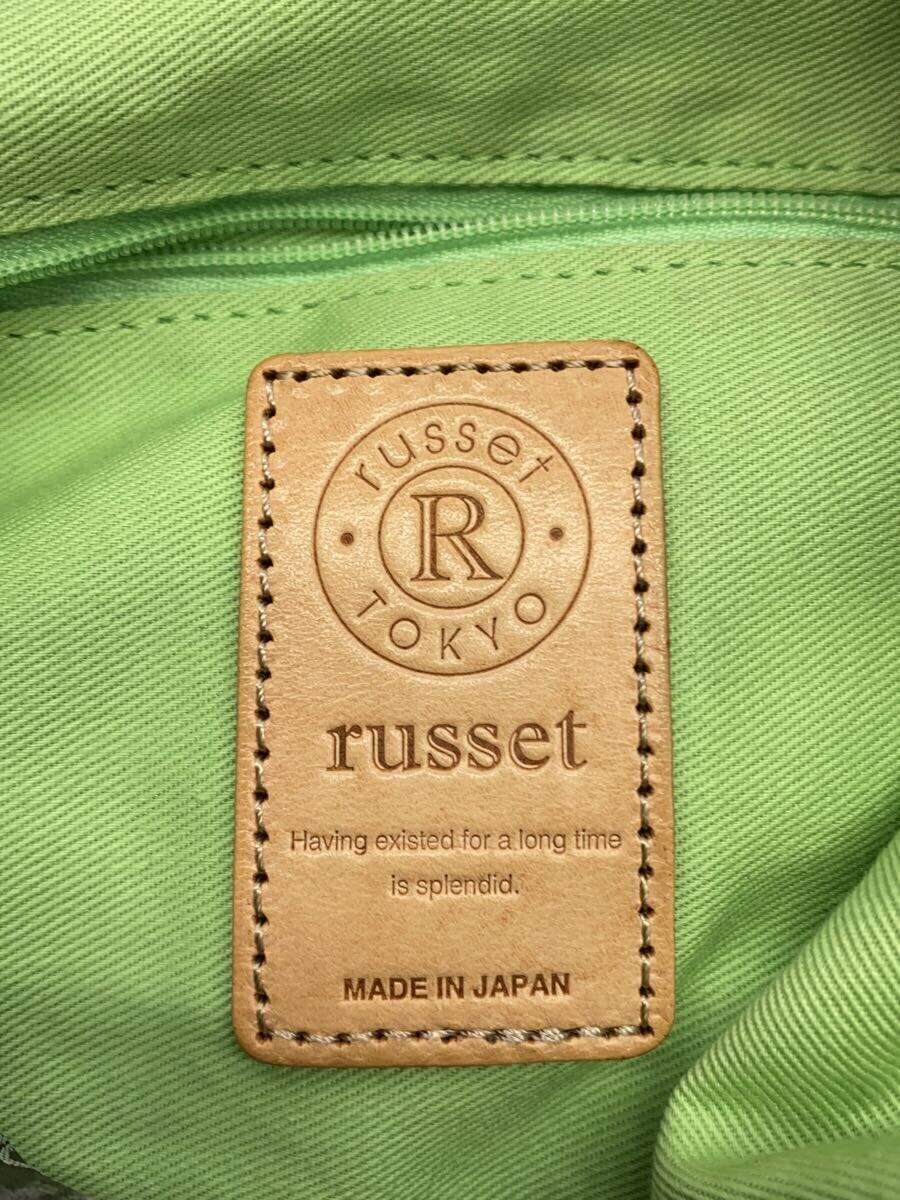 russet
R
TOKYO
russet
Having existed for a long time
is splendid.
MADE IN JAPAN